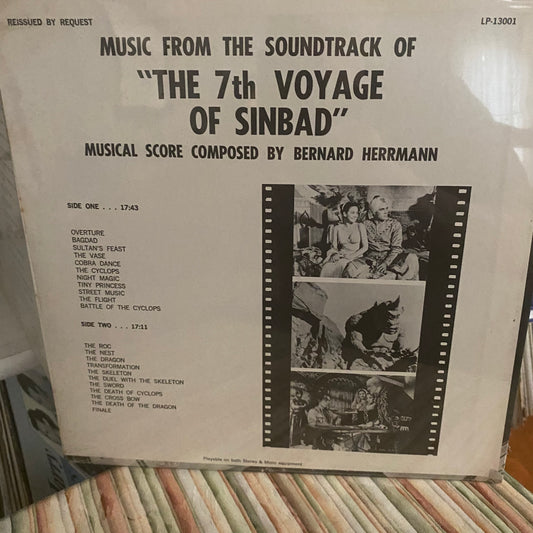 REISSUED BY REQUEST
LP-13001
MUSIC FROM THE SOUNDTRACK OF
"THE 7th VOYAGE
OF SINBAD"
MUSICAL SCORE COMPOSED BY BERNARD HERRMANN
SIDE ONE . . . 17:43
OVERTURE
BAGDAD
SULTAN'S FEAST
THE VASE
COBRA DANCE
THE CYCLOPS
NIGHT MAGIC
TINY PRINCESS
STREET MUSIC
THE FLIGHT
BATTLE OF THE CYCLOPS
SIDE TWO . . . 17:11
THE ROC
THE NEST
THE DRAGON
TRANSFORMATION
THE SKELETON
THE DUEL WITH THE SKELETON
THE SWORD
THE DEATH OF CYCLOPS
THE CROSS BOW
THE DEATH OF THE DRAGON
FINALE
Playable on both Stereo & Mono equipment